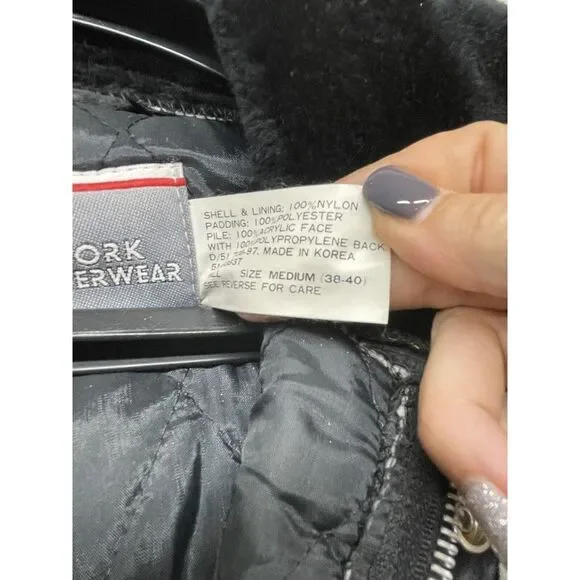 ORK
ERWEAR
SHELL & LINING: 100%NYLON
PADDING: 100%POLYESTER
PILE: 100%ACRYLIC FACE
WITH 100%POLYPROPYLENE BACK
MADE IN KOREA
SIZE MEDIUM (38-40)
REVERSE FOR CARE